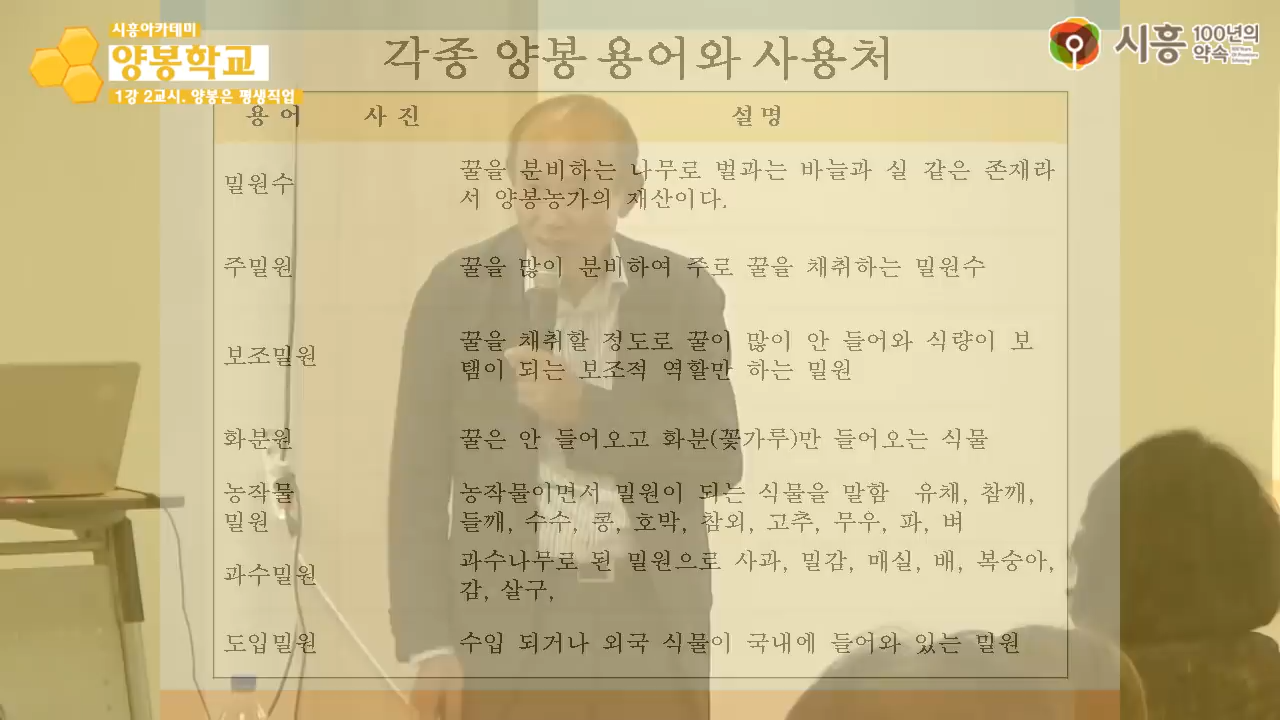 시흥아카데미
양봉학교
1강 2교시. 양봉은 평생직업
각종 양봉 용어와 사용처
시흥 100년의
약속
용 어 사 진 설 명
밀원수
꿀을 분비하는 나무로 벌과는 바늘과 실 같은 존재라
서 양봉농가의 재산이다.
주밀원
꿀을 많이 분비하여 주로 꿀을 채취하는 밀원수
보조밀원
꿀을 채취할 정도로 꿀이 많이 안 들어와 식량이 보
탬이 되는 보조적 역할만 하는 밀원
화분원
꿀은 안 들어오고 화분(꽃가루)만 들어오는 식물
농작물
밀원
농작물이면서 밀원이 되는 식물을 말함 유채, 참깨,
들깨, 수수, 콩, 호박, 참외, 고추, 무우, 파, 벼
과수밀원
과수나무로 된 밀원으로 사과, 밀감, 매실, 배, 복숭아,
감, 살구,
도입밀원
수입 되거나 외국 식물이 국내에 들어와 있는 밀원